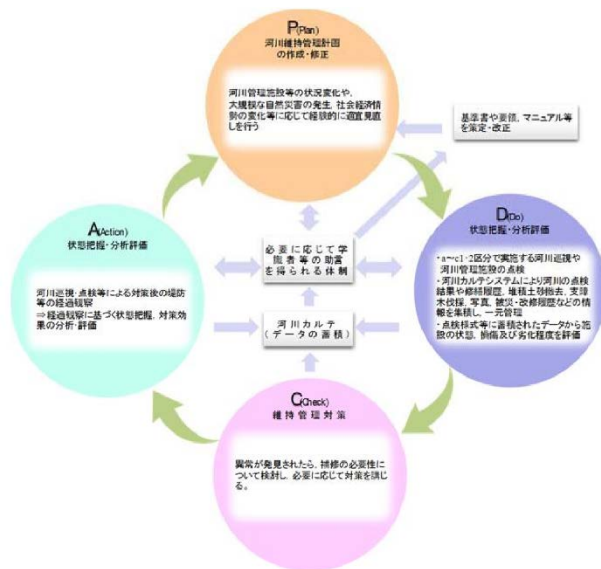 P(Plan)
河川維持管理計画
の作成・修正
河川管理施設等の状況変化や、
大規模な自然災害の発生、社会経済情
勢の変化等に応じて経験的に適宜見直
しを行う
基準書や要領、マニュアル等
を策定・改正
A(Action)
状態把握・分析評価
河川巡視・点検等による対策後の堤防
等の経過観察
⇒経過観察に基づく状態把握、対策効
果の分析・評価
必要に応じて学
識者等の助言
を得られる体制
河川カルテ
(データの蓄積)
D(Do)
状態把握・分析評価
・a～c1・2区分で実施する河川巡視や
河川管理施設の点検
・河川カルテシステムにより河川の点検
結果や修繕履歴、堆積土砂撤去、支障
木伐採、写真、被災・改修履歴などの情
報を集積し、一元管理
・点検様式等に蓄積されたデータから施
設の状態、損傷及び劣化程度を評価
C(Check)
維持管理対策
異常が発見されたら、補修の必要性に
ついて検討し、必要に応じて対策を講じ
る。